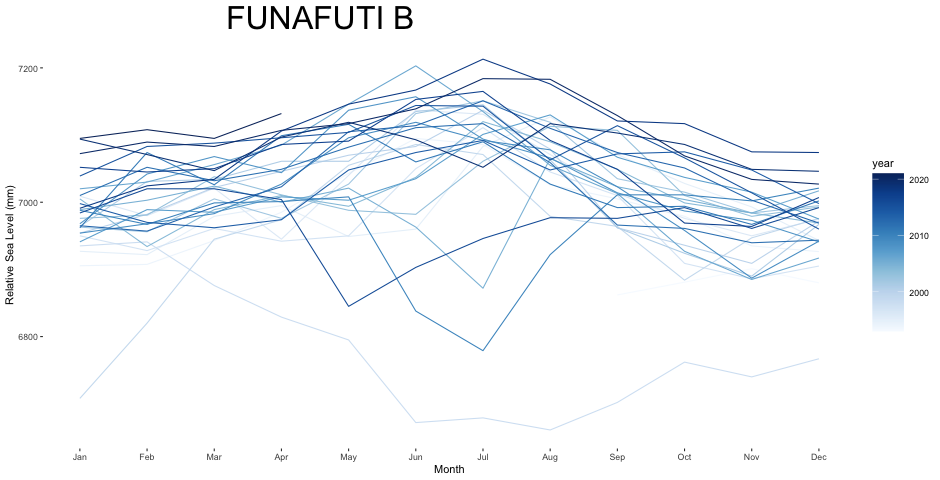 FUNAFUTI B
7200
7000
6800
Relative Sea Level (mm)
Jan Feb Mar Apr May Jun Jul Aug Sep Oct Nov Dec
Month
year
2020
2010
2000